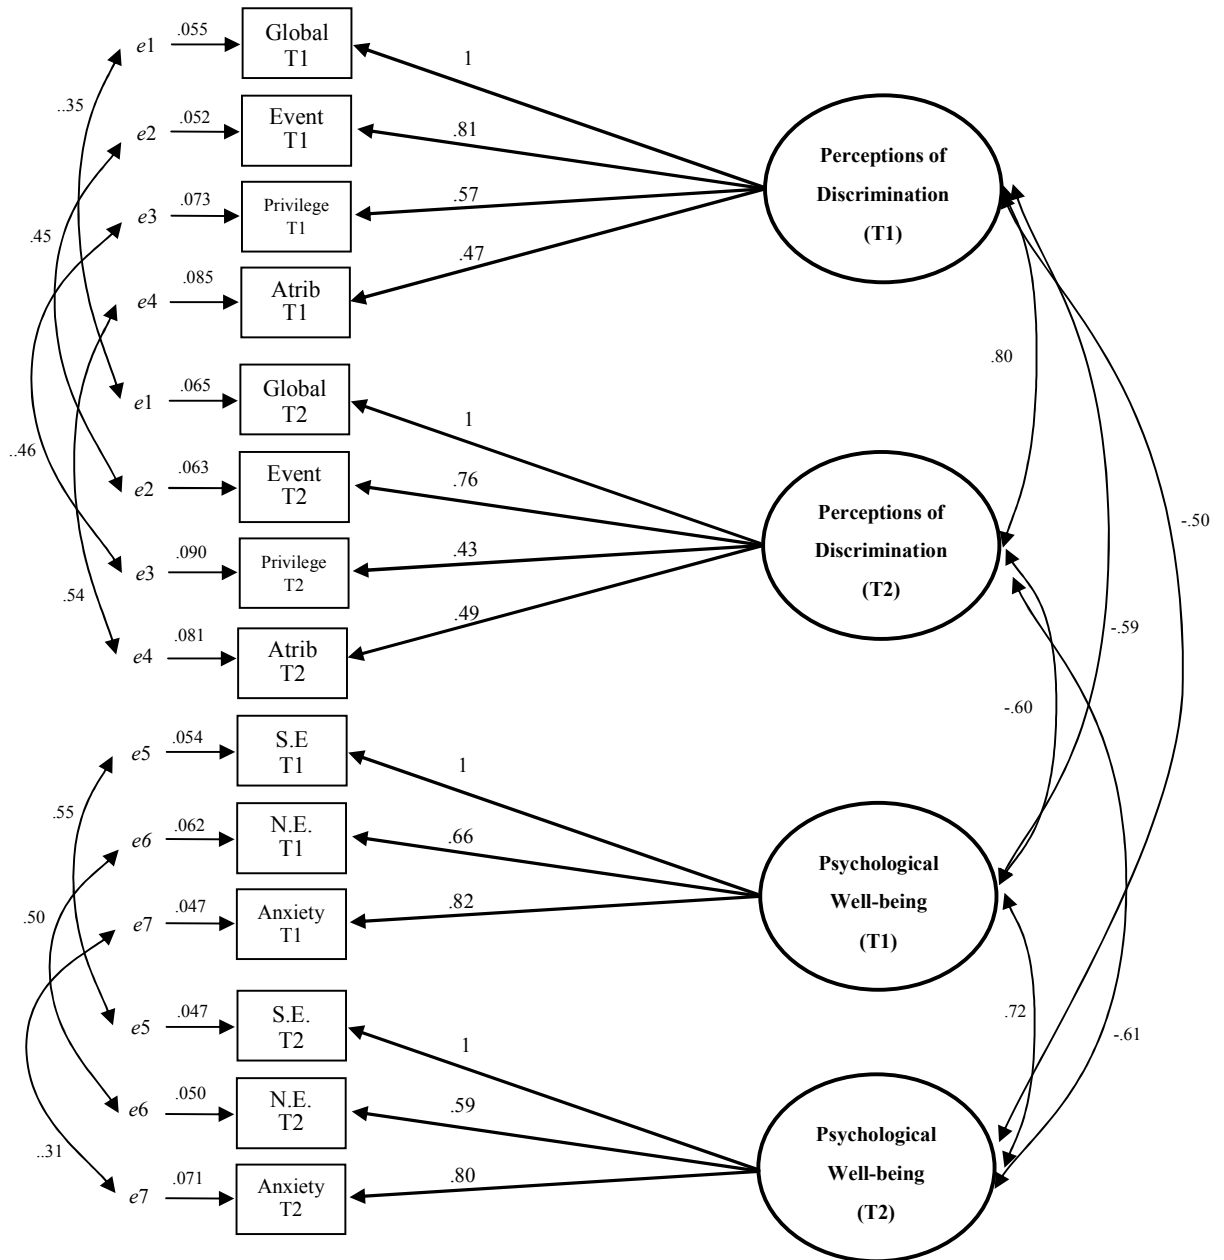 .055
e1
Global
T1
1
..35
.052
e2
Event
T1
.81
Perceptions of
Discrimination
(T1)
.073
e3
Privilege
T1
.57
.45
.085
e4
Atrib
T1
.47
.80
.065
e1
Global
T2
1
..46
.063
e2
Event
T2
.76
Perceptions of
Discrimination
(T2)
-.50
.090
e3
Privilege
T2
.43
.54
.49
-.59
.081
e4
Atrib
T2
-.60
.054
e5
S.E
T1
1
.55
.062
e6
N.E.
T1
.66
Psychological
Well-being
(T1)
.50
.047
e7
Anxiety
T1
.82
.047
e5
S.E.
T2
1
.72
-.61
.050
e6
N.E.
T2
.59
Psychological
Well-being
(T2)
..31
.071
e7
Anxiety
T2
.80